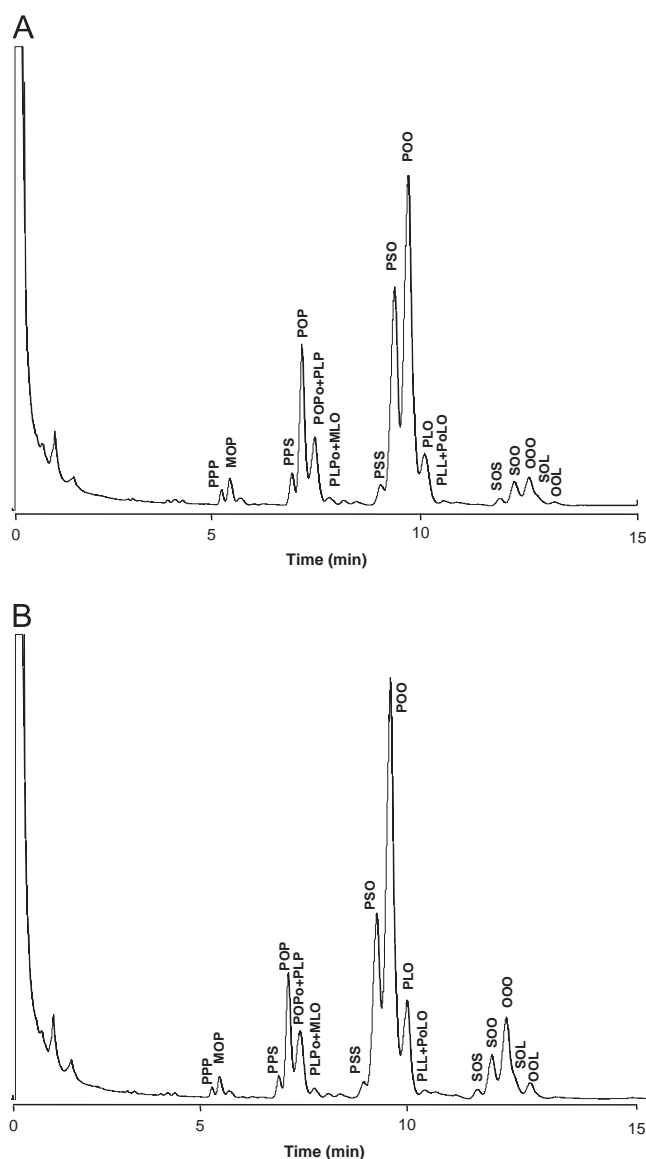 A
PPP
MOP
PPS
POP
POPo+PLP
PLPo+MLO
PSS
PSO
POO
PLO
PLL+PoLO
SOS
SOO
OOO
SOL
OOL
0 5 10 15
Time (min)
B
PPP
MOP
PPS
POP
POPo+PLP
PLPo+MLO
PSS
PSO
POO
PLO
PLL+PoLO
SOS
SOO
OOO
SOL
OOL
0 5 10 15
Time (min)